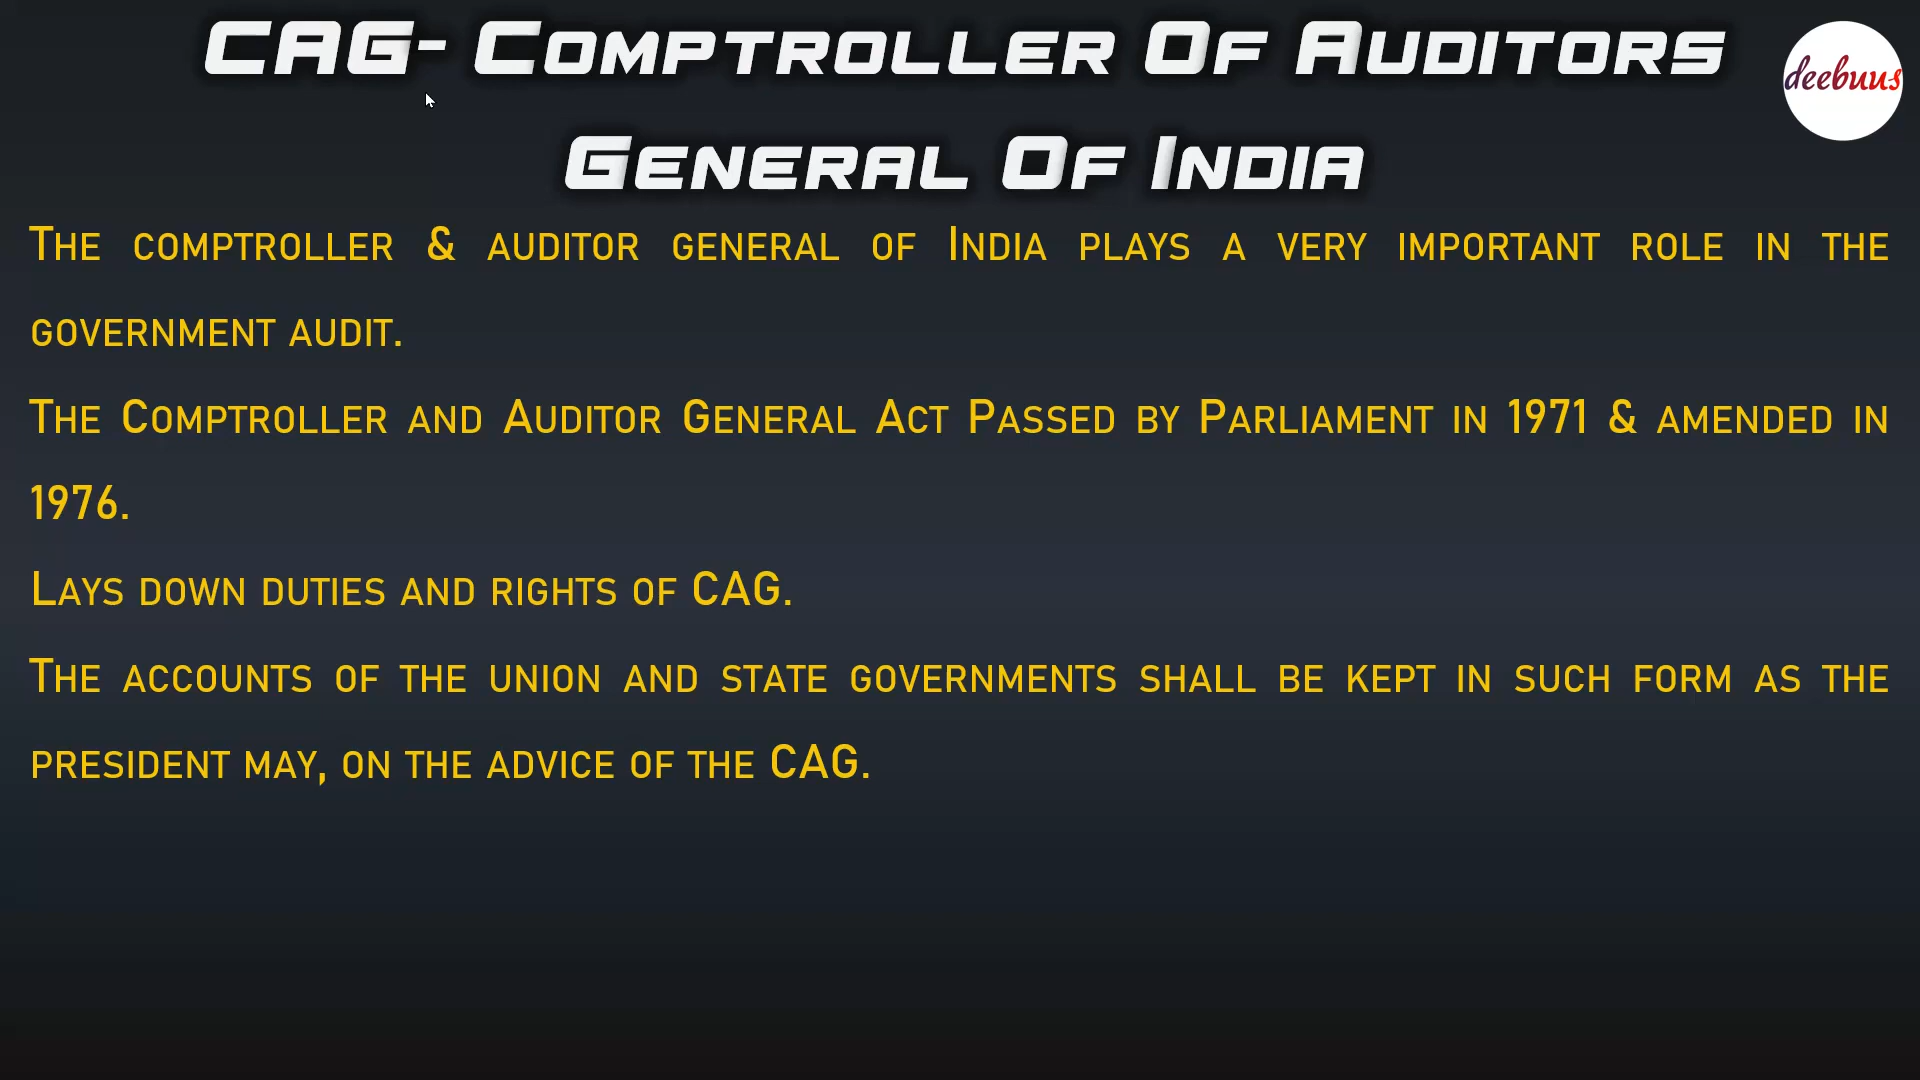 CAG- Comptroller Of Auditors
deebuus
General Of India
The comptroller & auditor general of India plays a very important role in the
government audit.
The Comptroller and Auditor General Act Passed by Parliament in 1971 & amended in
1976.
Lays down duties and rights of CAG.
The accounts of the union and state governments shall be kept in such form as the
president may, on the advice of the CAG.